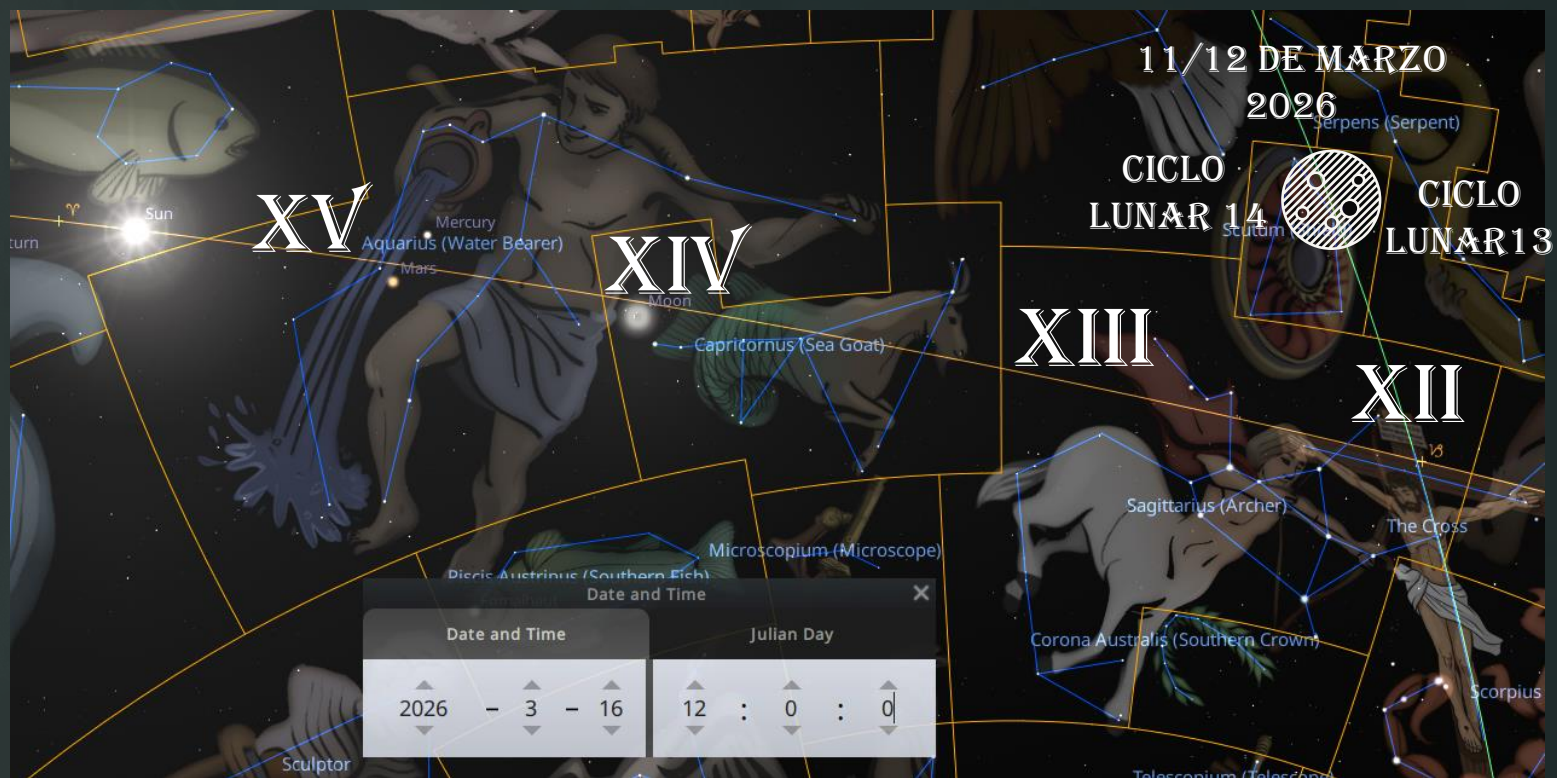 11/12 DE MARZO
2026
Serpens (Serpent)
CICLO
LUNAR 14
CICLO
LUNAR13
XV
Sun
Mercury
Aquarius (Water Bearer)
Mars
XIV
Moon
Capricornus (Sea Goat)
XIII
XII
Sagittarius (Archer)
The Cross
Microscopium (Microscope)
Piscis Austrinus (Southern Fish)
Corona Australis (Southern Crown)
Scorpius
Sculptor
Date and Time
Date and Time
Julian Day
2026 - 3 - 16
12 : 0 : 0